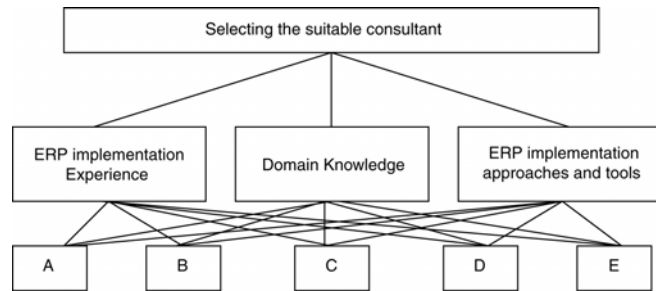 Selecting the suitable consultant
ERP implementation
Experience
Domain Knowledge
ERP implementation
approaches and tools
A
B
C
D
E